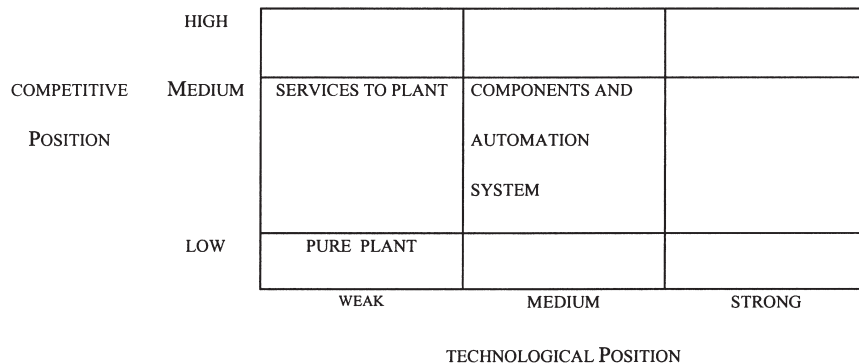 HIGH
COMPETITIVE MEDIUM SERVICES TO PLANT COMPONENTS AND
POSITION AUTOMATION
SYSTEM
LOW PURE PLANT
WEAK MEDIUM STRONG
TECHNOLOGICAL POSITION